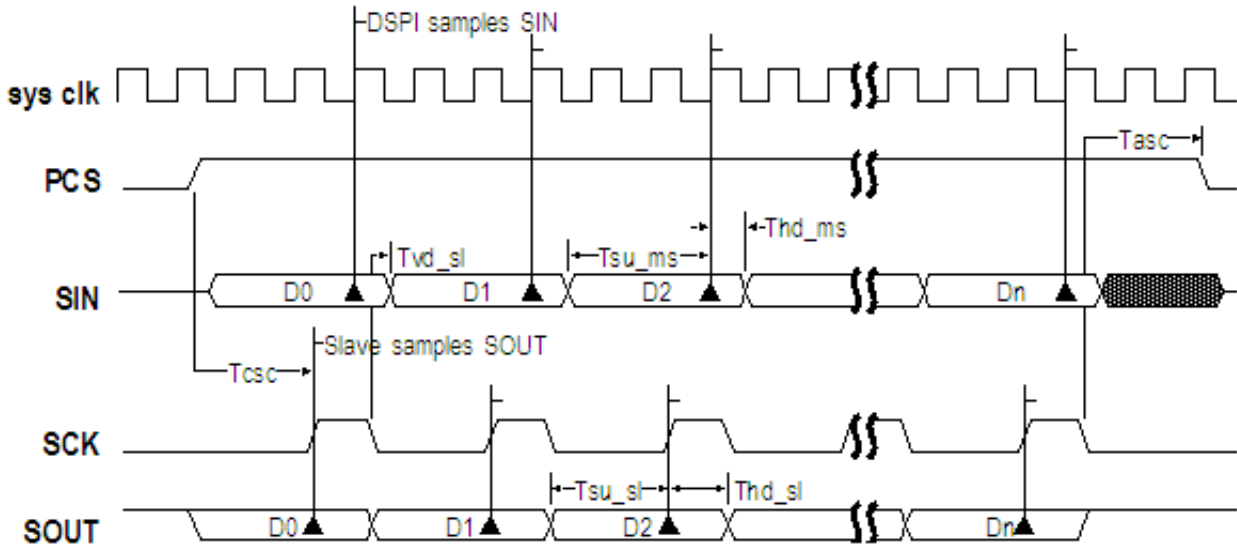 DSPI samples SIN
sys clk
Tasc
PCS
Thd_ms
Tvd_sl
Tsu_ms
SIN
D0
D1
D2
Dn
Slave samples SOUT
Tcsc
SCK
Tsu_sl
Thd_sl
SOUT
D0
D1
D2
Dn